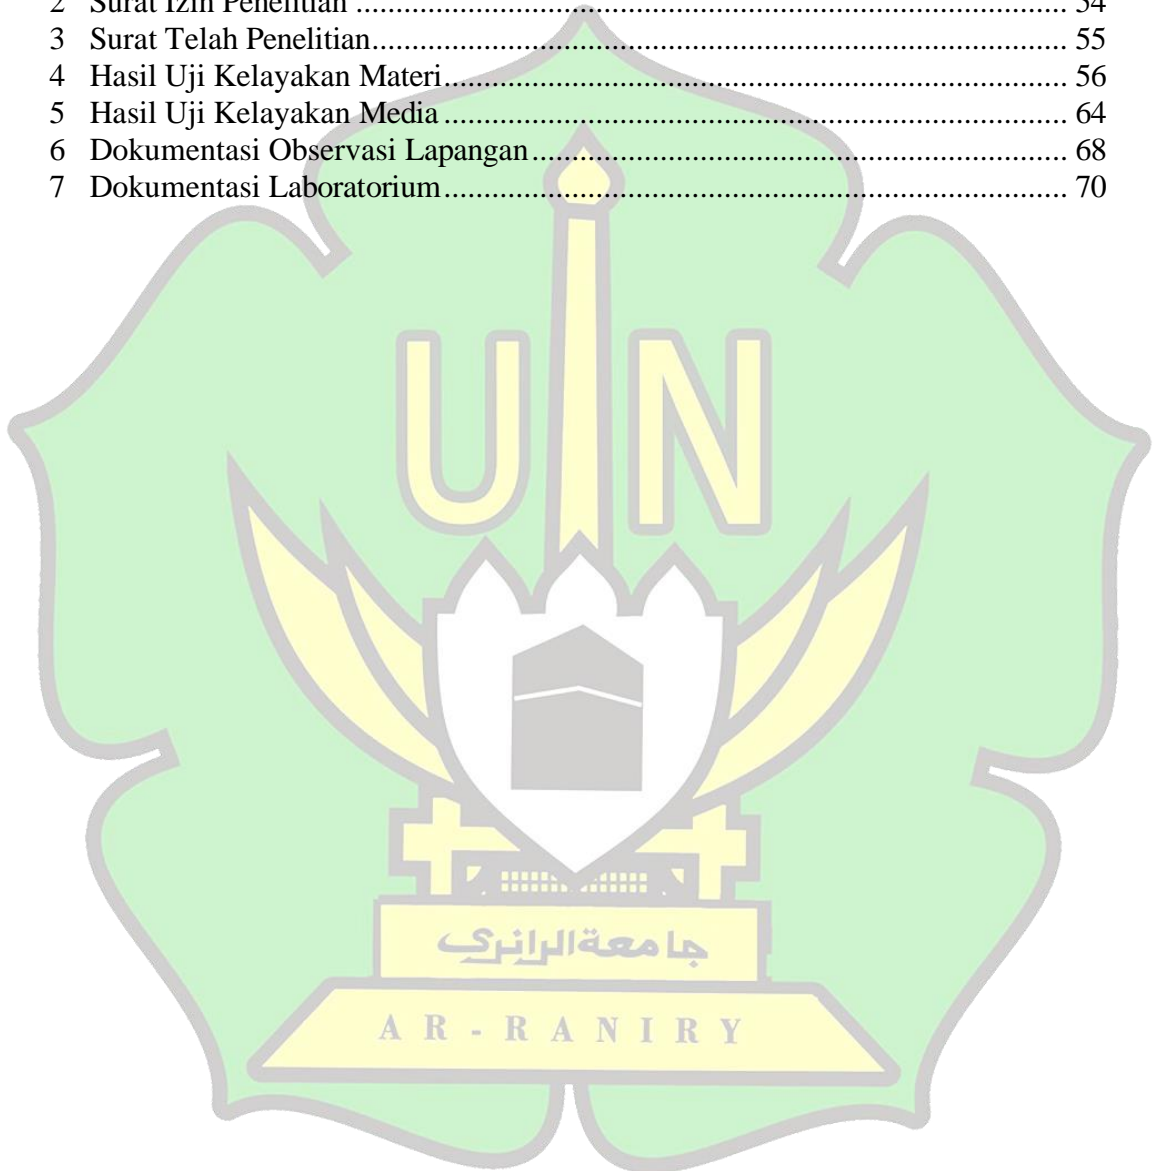 2 Surat Izin Penelitian ........................................................................................ 54
3 Surat Telah Penelitian...................................................................................... 55
4 Hasil Uji Kelayakan Materi............................................................................. 56
5 Hasil Uji Kelayakan Media ............................................................................. 64
6 Dokumentasi Observasi Lapangan.................................................................. 68
7 Dokumentasi Laboratorium............................................................................. 70
UIN
جامعة الرانري
AR-RANIRY